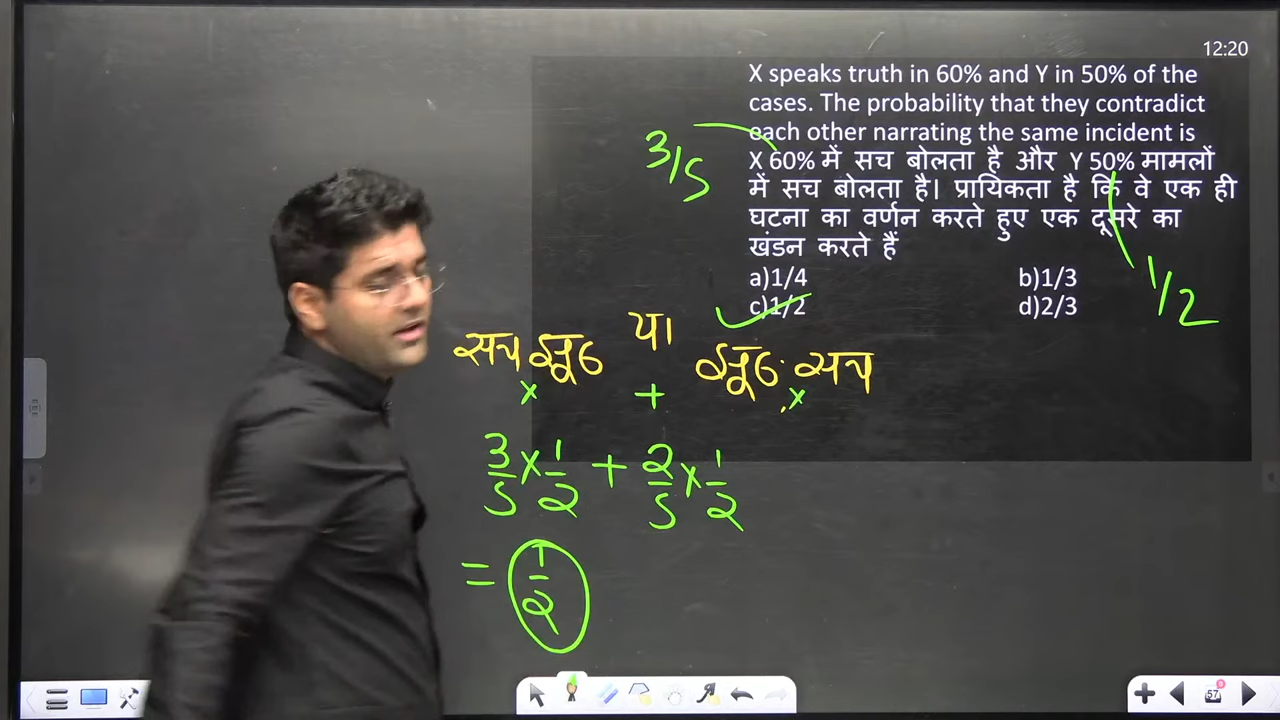 12:20
X speaks truth in 60% and Y in 50% of the
cases. The probability that they contradict
each other narrating the same incident is
X 60% में सच बोलता है और Y 50% मामलों
में सच बोलता है। प्रायिकता है कि वे एक ही
घटना का वर्णन करते हुए एक दूसरे का
खंडन करते हैं
a)1/4 b)1/3
c)1/2 d)2/3
3/5
1/2
सच झूठ या झूठ सच
x + x
3/5 x 1/2 + 2/5 x 1/2
= 1/2
57